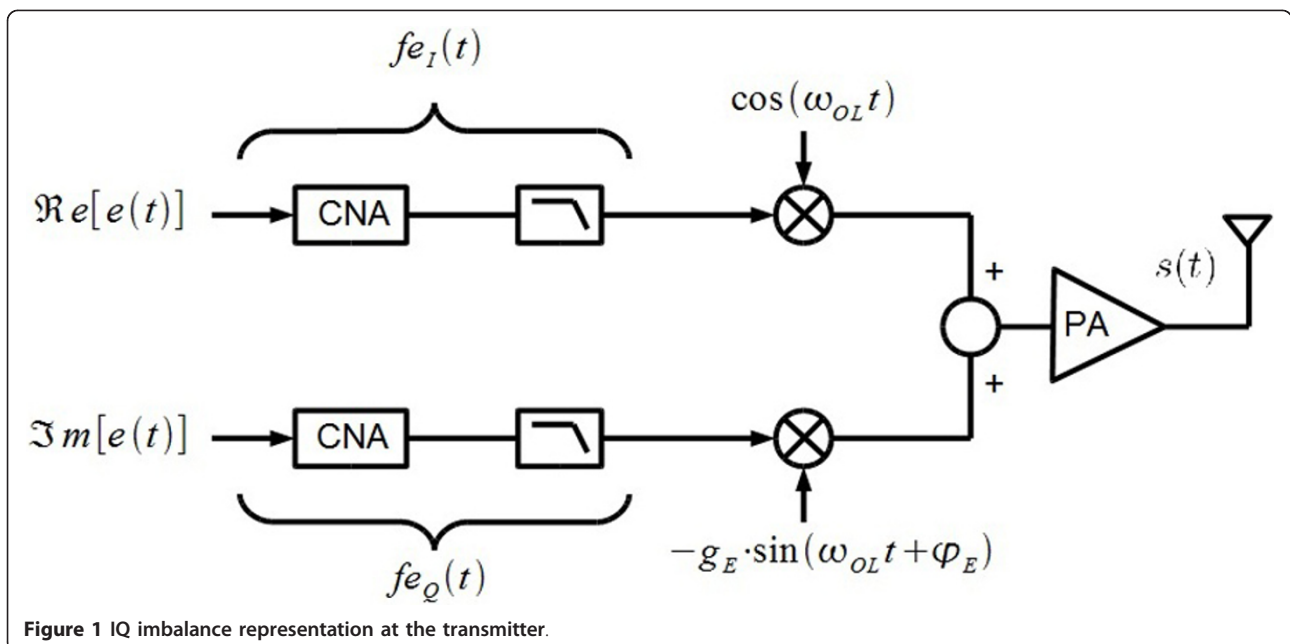 fe_I(t)
cos(ω_OL t)
ℜe[e(t)]
CNA
+
s(t)
PA
+
ℑm[e(t)]
CNA
−g_E·sin(ω_OL t+φ_E)
fe_Q(t)
Figure 1 IQ imbalance representation at the transmitter.